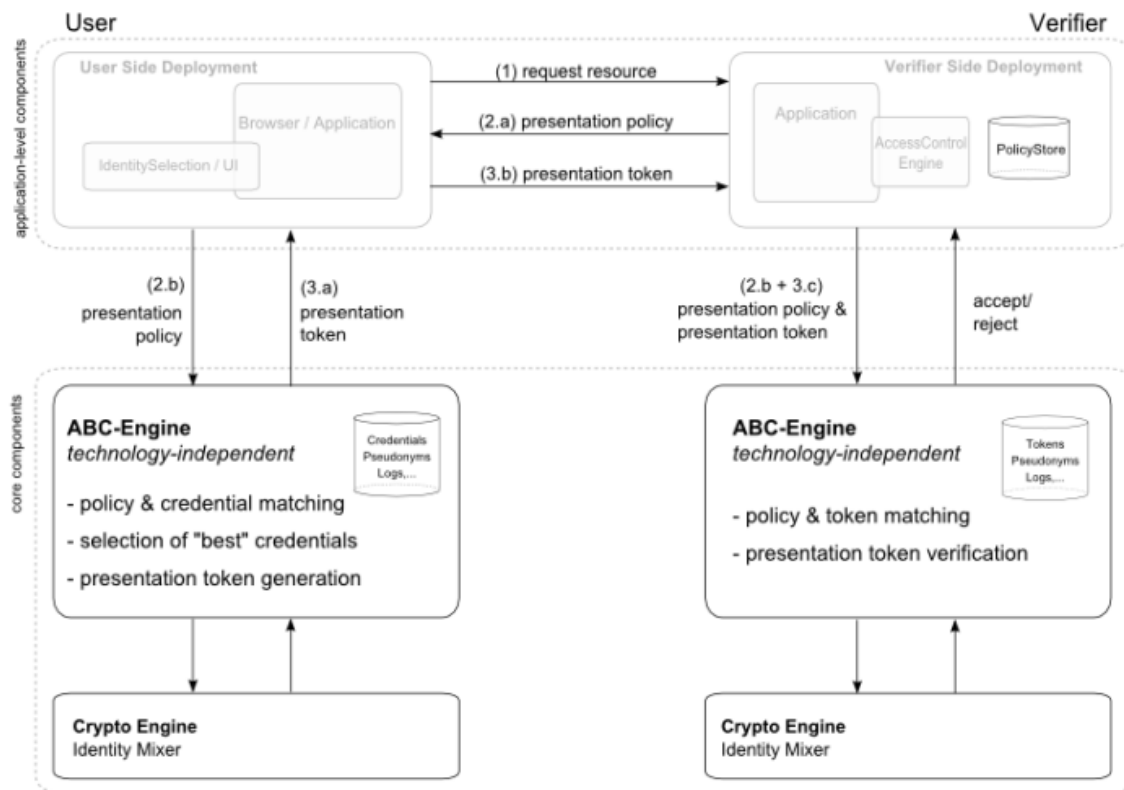 User
Verifier
application-level components
User Side Deployment
Browser / Application
IdentitySelection / UI
(1) request resource
(2.a) presentation policy
(3.b) presentation token
Verifier Side Deployment
Application
AccessControl
Engine
PolicyStore
(2.b)
presentation
policy
(3.a)
presentation
token
(2.b + 3.c)
presentation policy &
presentation token
accept/
reject
core components
ABC-Engine
technology-independent
Credentials
Pseudonyms
Logs,...
- policy & credential matching
- selection of "best" credentials
- presentation token generation
ABC-Engine
technology-independent
Tokens
Pseudonyms
Logs,...
- policy & token matching
- presentation token verification
Crypto Engine
Identity Mixer
Crypto Engine
Identity Mixer